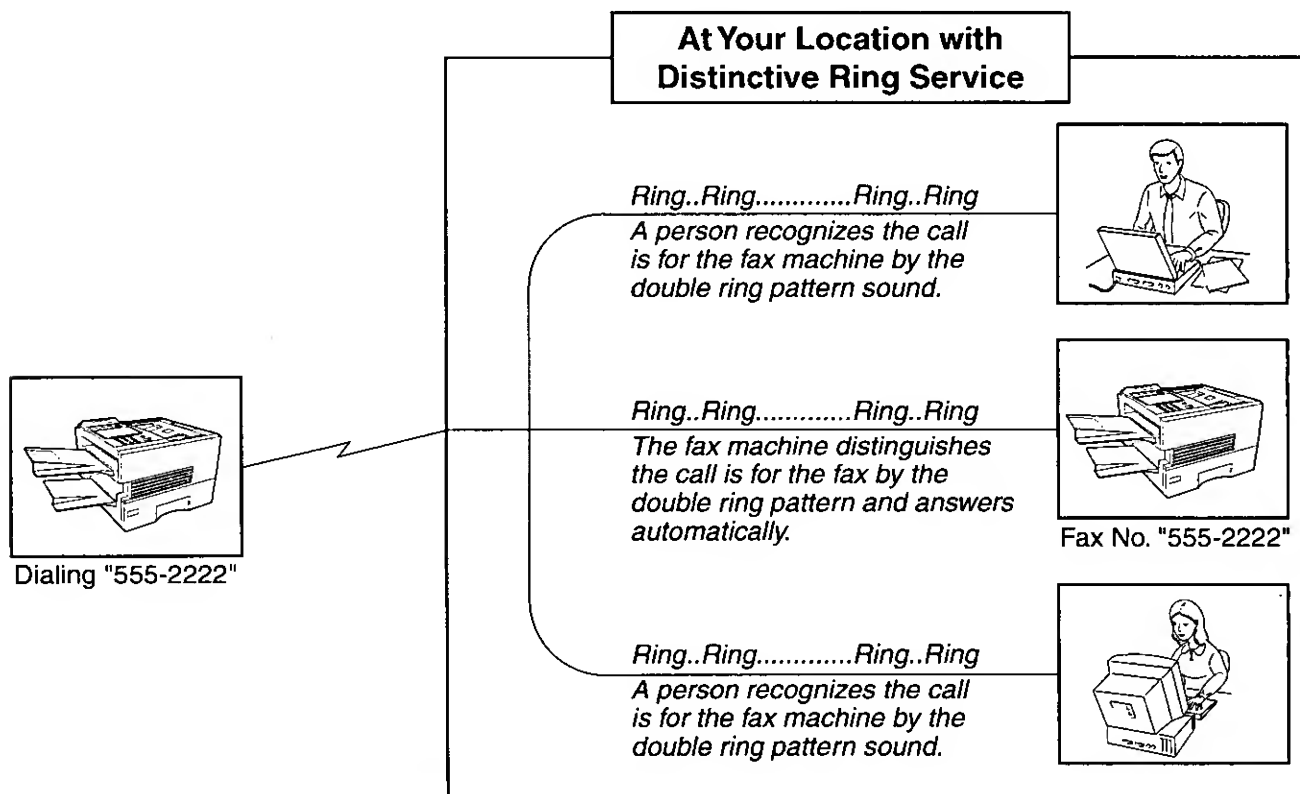 At Your Location with
Distinctive Ring Service
Ring..Ring.............Ring..Ring
A person recognizes the call
is for the fax machine by the
double ring pattern sound.
Ring..Ring.............Ring..Ring
The fax machine distinguishes
the call is for the fax by the
double ring pattern and answers
automatically.
Fax No. "555-2222"
Dialing "555-2222"
Ring..Ring.............Ring..Ring
A person recognizes the call
is for the fax machine by the
double ring pattern sound.